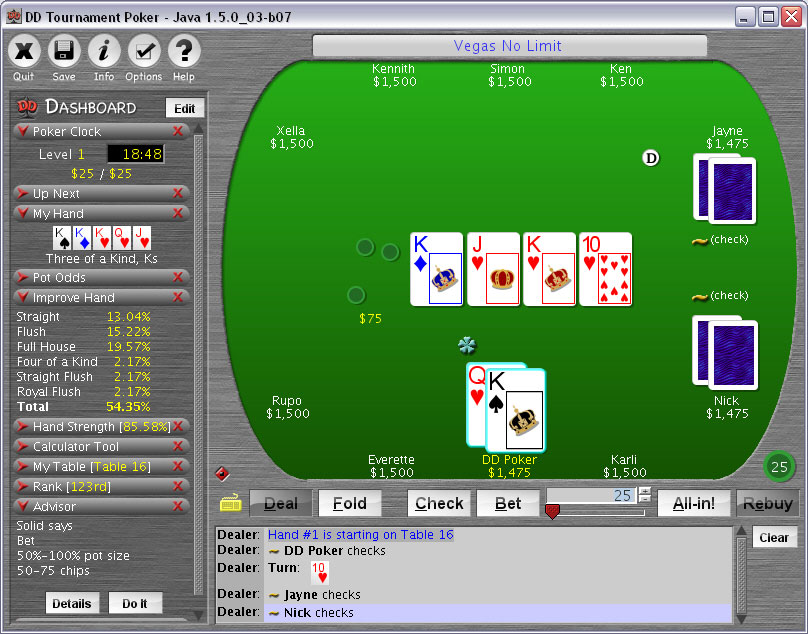 DD Tournament Poker - Java 1.5.0_03-b07
Quit Save Info Options Help
Vegas No Limit
DD DASHBOARD Edit
Poker Clock
Level 1 18:48
$25 / $25
Up Next
My Hand
K K K Q J
Three of a Kind, Ks
Pot Odds
Improve Hand
Straight 13.04%
Flush 15.22%
Full House 19.57%
Four of a Kind 2.17%
Straight Flush 2.17%
Royal Flush 2.17%
Total 54.35%
Hand Strength [85.58%]
Calculator Tool
My Table [Table 16]
Rank [123rd]
Advisor
Solid says
Bet
50%-100% pot size
50-75 chips
Details Do It
Kennith
$1,500
Simon
$1,500
Ken
$1,500
Xella
$1,500
Jayne
$1,475
D
(check)
K J K 10
(check)
$75
Q K
Nick
$1,475
Rupo
$1,500
Everette
$1,500
DD Poker
$1,475
Karli
$1,500
25
Deal Fold Check Bet 25 All-in! Rebuy
Dealer: Hand #1 is starting on Table 16
Dealer: DD Poker checks
Dealer: Turn: 10
Dealer: Jayne checks
Dealer: Nick checks
Clear